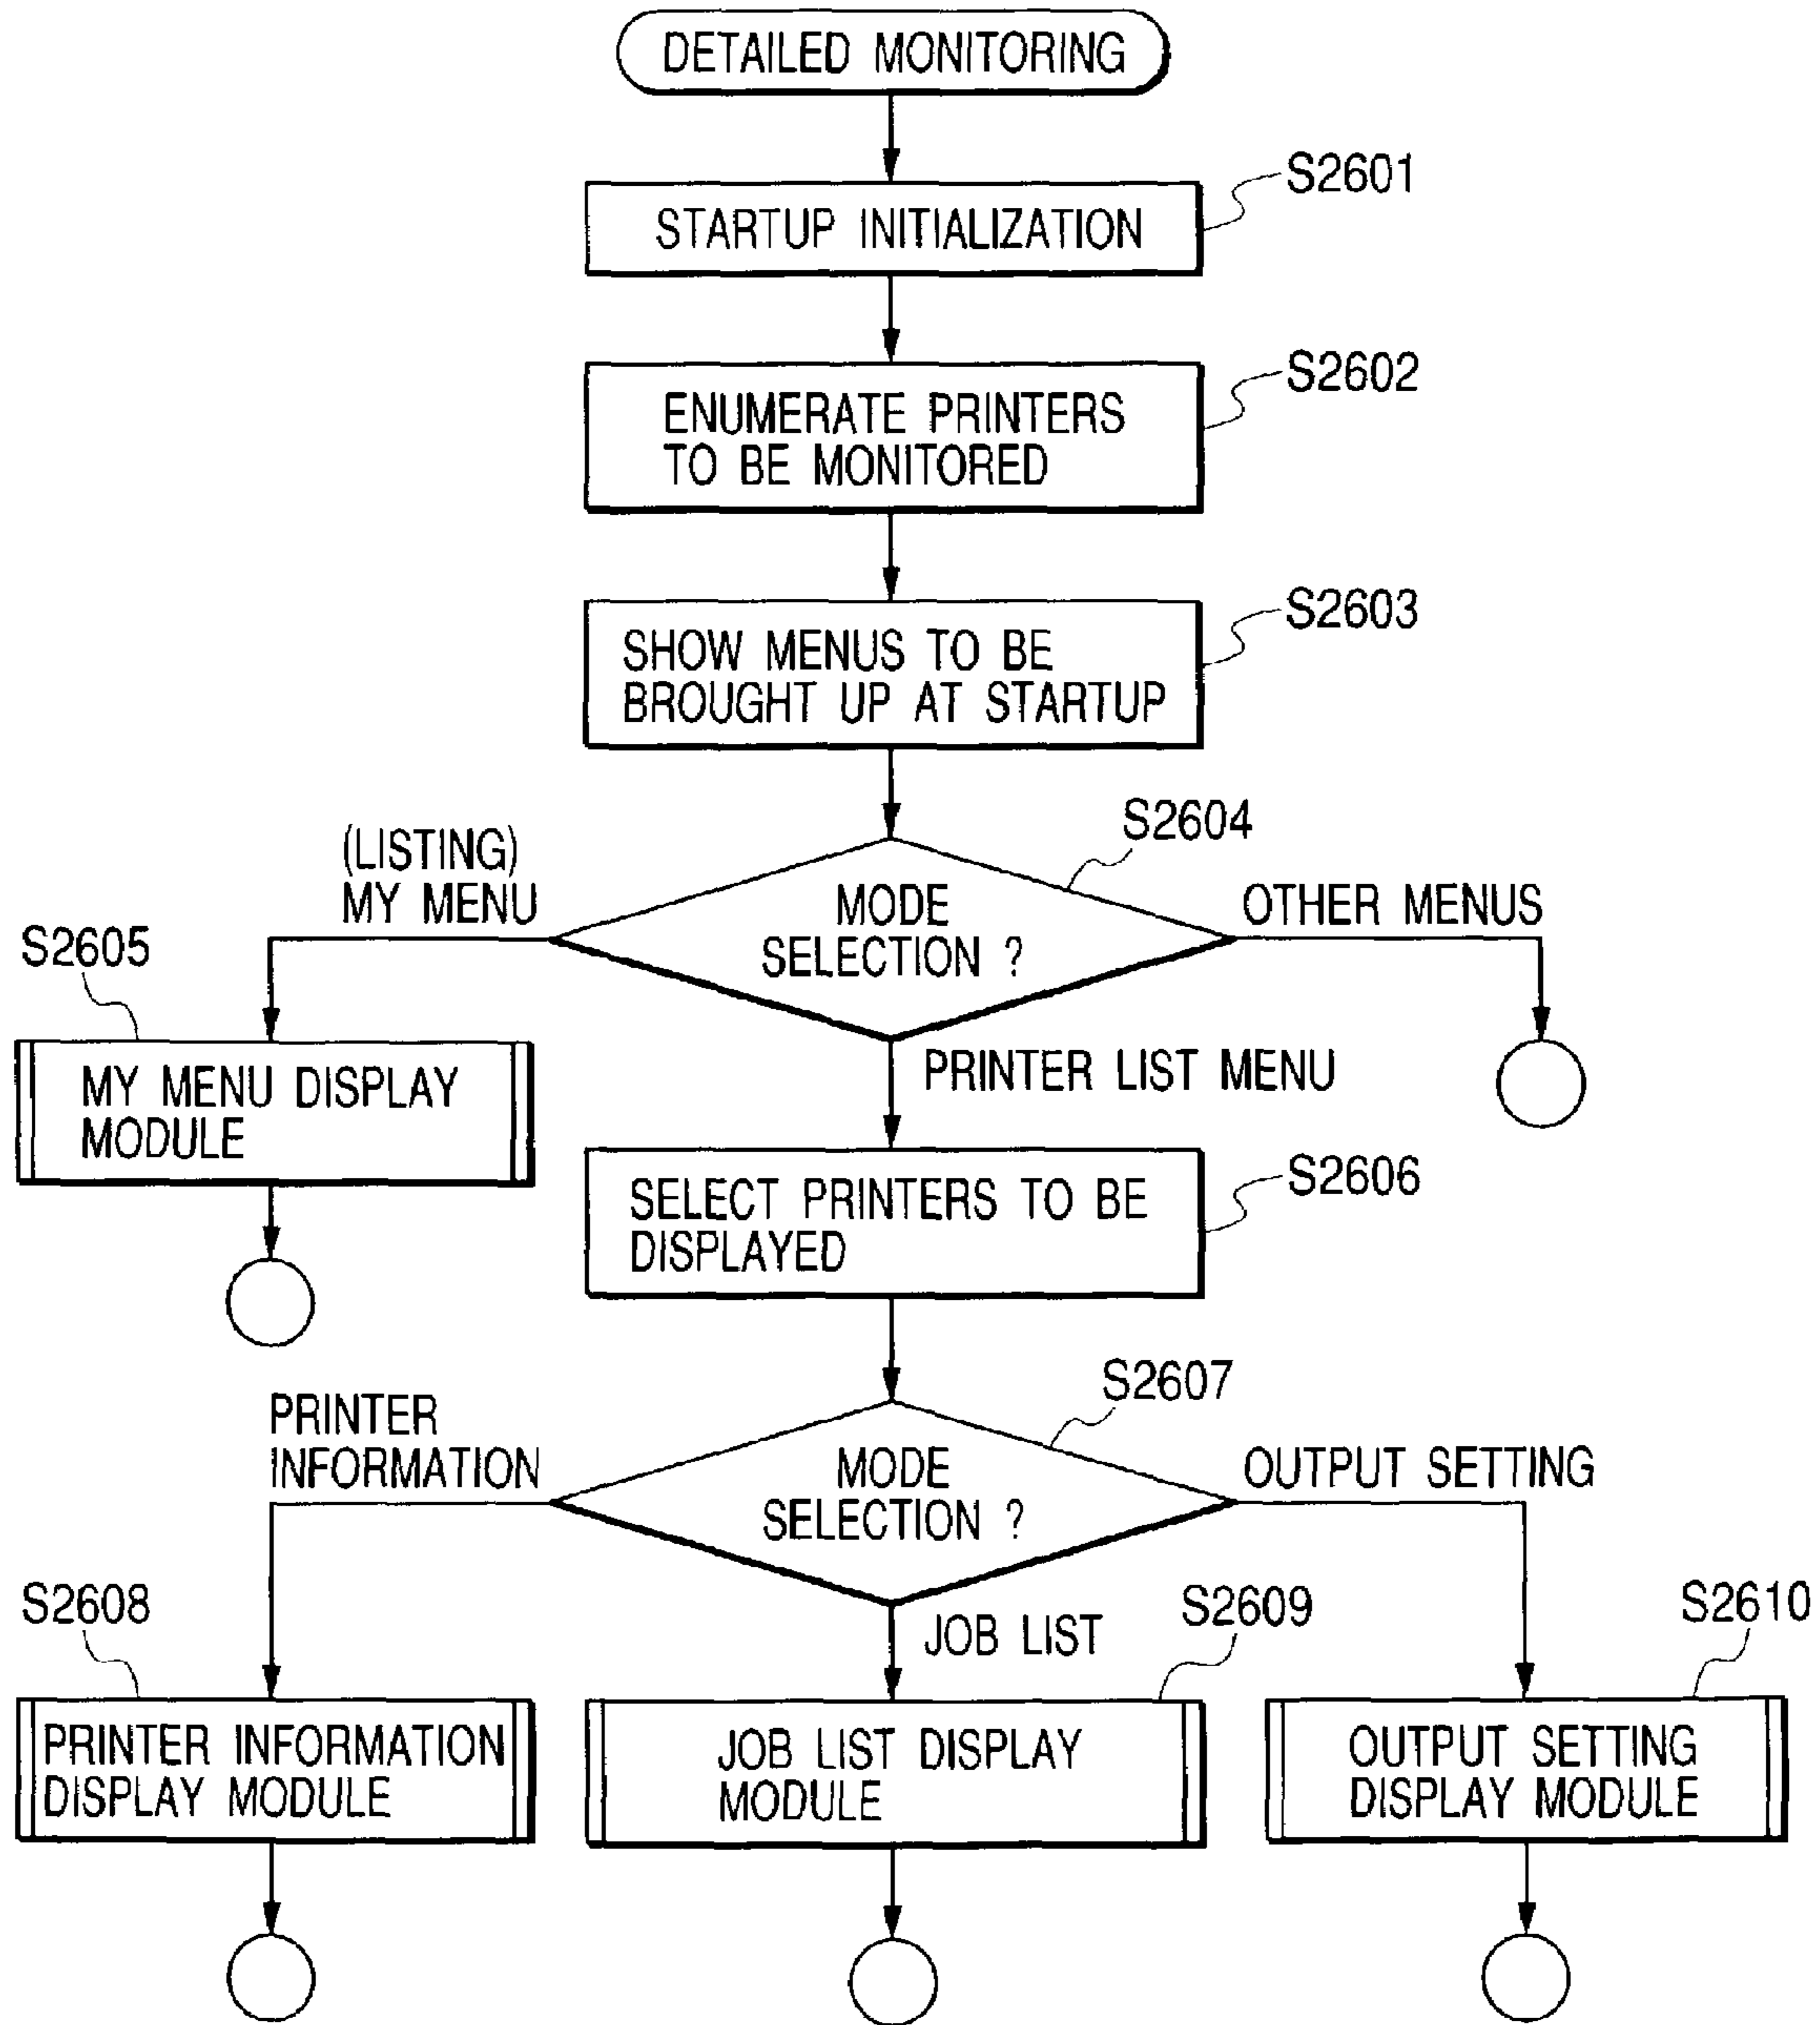 DETAILED MONITORING
S2601
STARTUP INITIALIZATION
S2602
ENUMERATE PRINTERS
TO BE MONITORED
S2603
SHOW MENUS TO BE
BROUGHT UP AT STARTUP
S2604
(LISTING)
MY MENU
MODE
SELECTION ?
OTHER MENUS
S2605
MY MENU DISPLAY
MODULE
PRINTER LIST MENU
S2606
SELECT PRINTERS TO BE
DISPLAYED
S2607
PRINTER
INFORMATION
MODE
SELECTION ?
OUTPUT SETTING
S2608
JOB LIST
S2609
S2610
PRINTER INFORMATION
DISPLAY MODULE
JOB LIST DISPLAY
MODULE
OUTPUT SETTING
DISPLAY MODULE